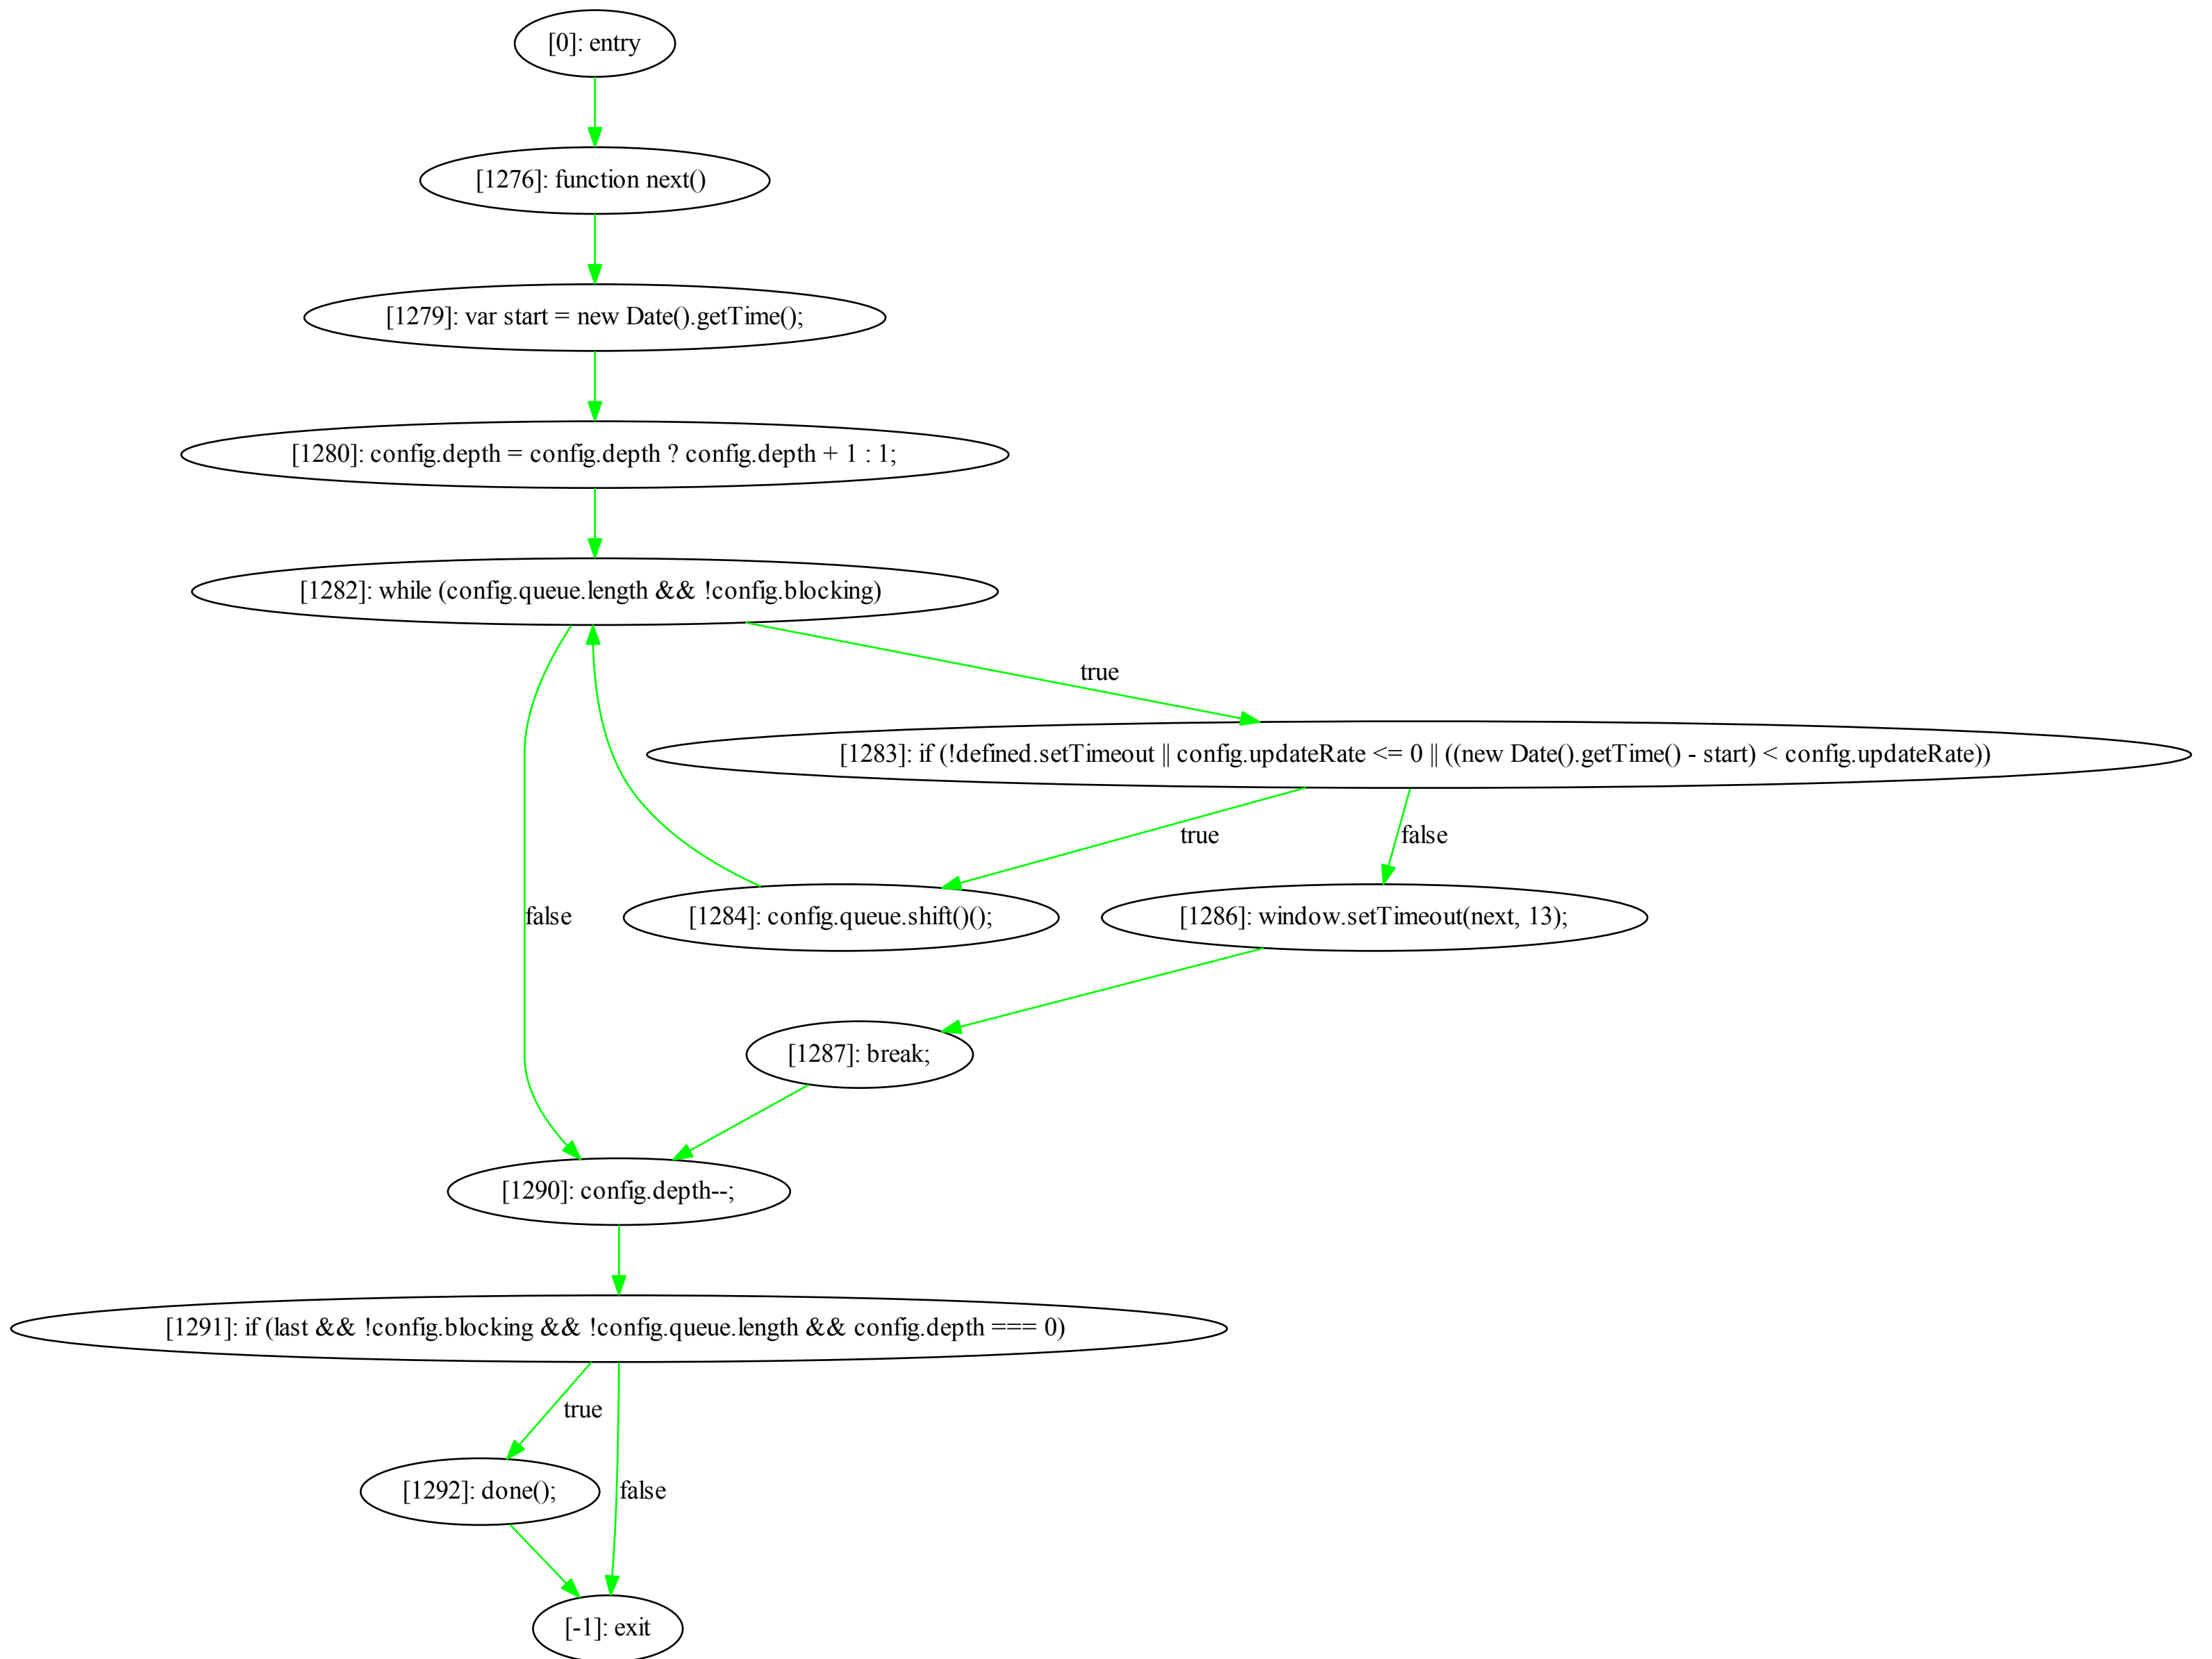 [0]: entry
[1276]: function next()
[1279]: var start = new Date().getTime();
[1280]: config.depth = config.depth ? config.depth + 1 : 1;
[1282]: while (config.queue.length && !config.blocking)
true
[1283]: if (!defined.setTimeout || config.updateRate <= 0 || ((new Date().getTime() - start) < config.updateRate))
true
false
false
[1284]: config.queue.shift()();
[1286]: window.setTimeout(next, 13);
[1287]: break;
[1290]: config.depth--;
[1291]: if (last && !config.blocking && !config.queue.length && config.depth === 0)
true
[1292]: done();
false
[-1]: exit